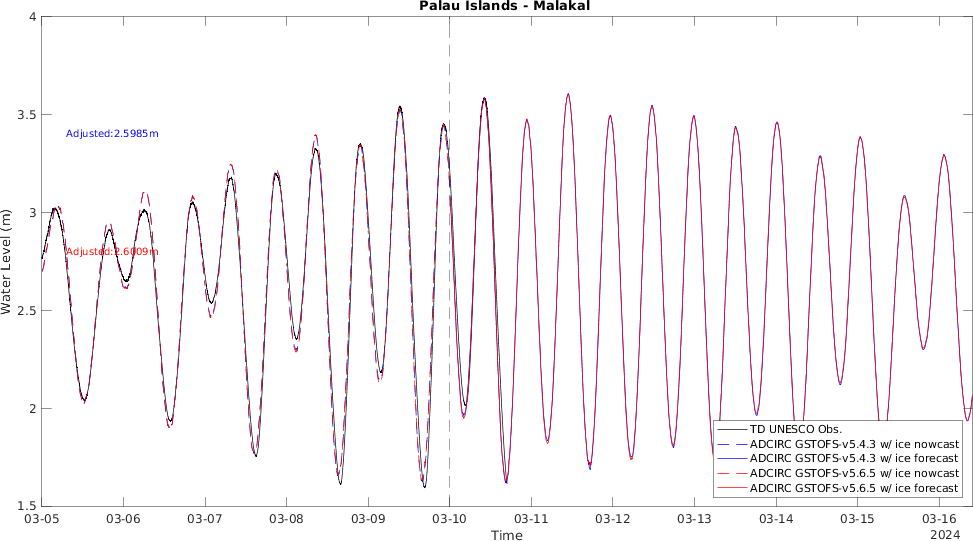 Palau Islands - Malakal
4
3.5
3
2.5
2
1.5
Water Level (m)
Adjusted:2.5985m
Adjusted:2.6009m
TD UNESCO Obs.
ADCIRC GSTOFS-v5.4.3 w/ ice nowcast
ADCIRC GSTOFS-v5.4.3 w/ ice forecast
ADCIRC GSTOFS-v5.6.5 w/ ice nowcast
ADCIRC GSTOFS-v5.6.5 w/ ice forecast
03-05 03-06 03-07 03-08 03-09 03-10 03-11 03-12 03-13 03-14 03-15 03-16
2024
Time